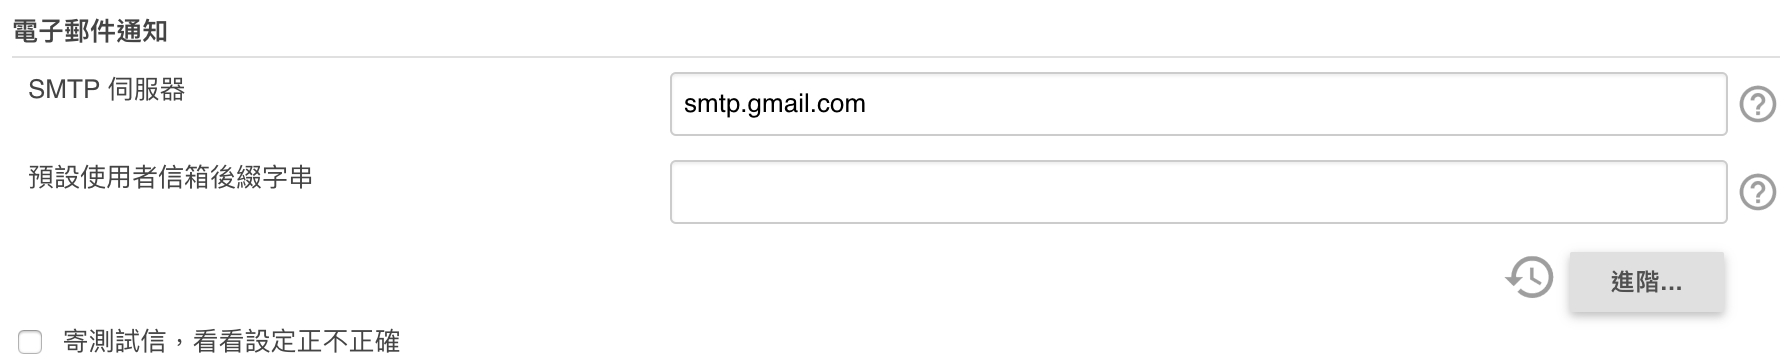 電子郵件通知
SMTP 伺服器
smtp.gmail.com
預設使用者信箱後綴字串
進階...
寄測試信，看看設定正不正確